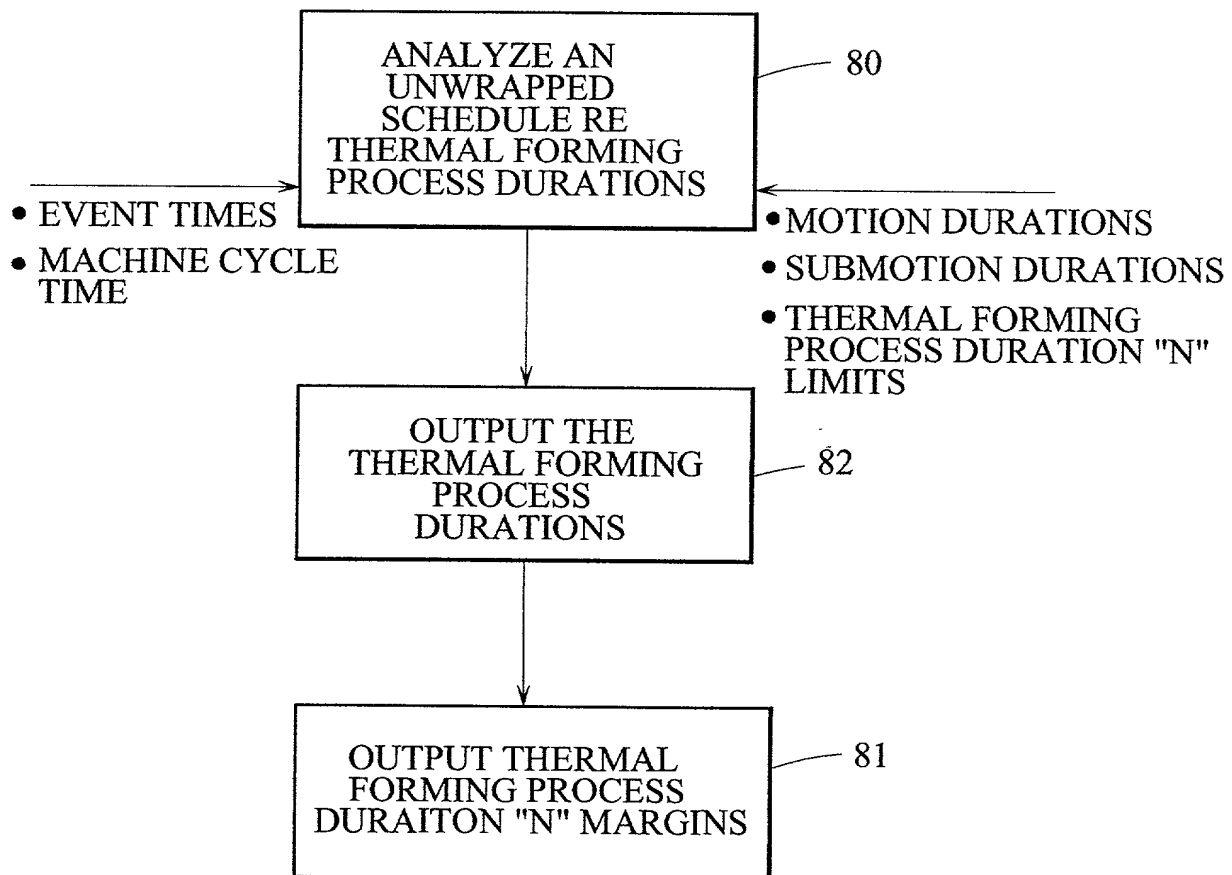 ANALYZE AN
UNWRAPPED
SCHEDULE RE
THERMAL FORMING
PROCESS DURATIONS
80
• EVENT TIMES
• MACHINE CYCLE
TIME
• MOTION DURATIONS
• SUBMOTION DURATIONS
• THERMAL FORMING
PROCESS DURATION "N"
LIMITS
OUTPUT THE
THERMAL FORMING
PROCESS
DURATIONS
82
OUTPUT THERMAL
FORMING PROCESS
DURAITON "N" MARGINS
81